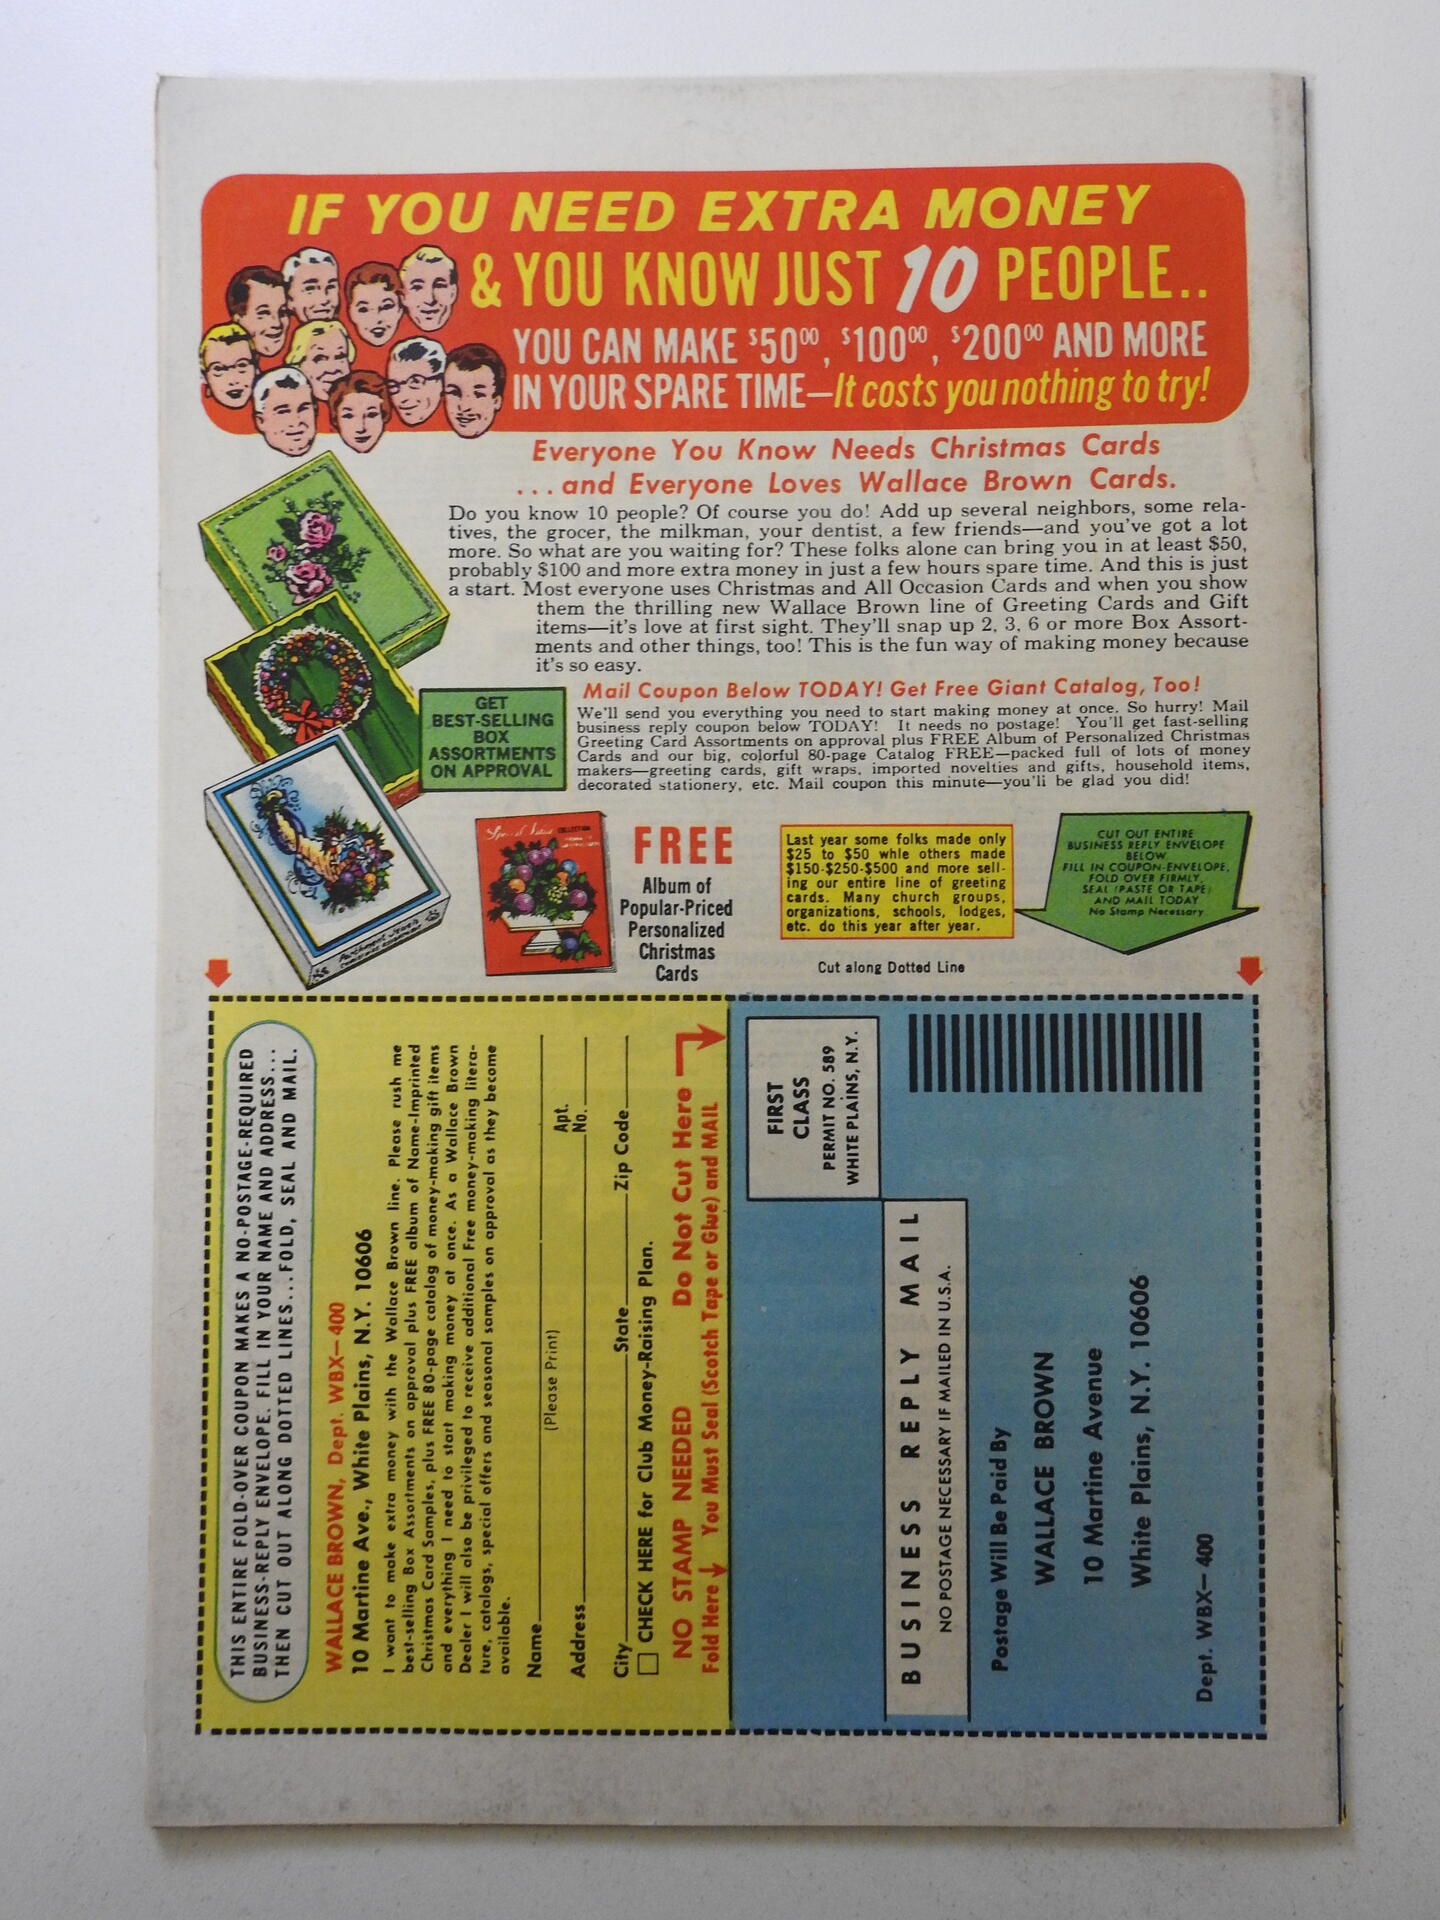 IF YOU NEED EXTRA MONEY
& YOU KNOW JUST 10 PEOPLE..
YOU CAN MAKE $50⁰⁰, $100⁰⁰, $200⁰⁰ AND MORE
IN YOUR SPARE TIME—It costs you nothing to try!
Everyone You Know Needs Christmas Cards
...and Everyone Loves Wallace Brown Cards.
Do you know 10 people? Of course you do! Add up several neighbors, some rela-
tives, the grocer, the milkman, your dentist, a few friends—and you've got a lot
more. So what are you waiting for? These folks alone can bring you in at least $50,
probably $100 and more extra money in just a few hours spare time. And this is just
a start. Most everyone uses Christmas and All Occasion Cards and when you show
them the thrilling new Wallace Brown line of Greeting Cards and Gift
items—it's love at first sight. They'll snap up 2, 3, 6 or more Box Assort-
ments and other things, too! This is the fun way of making money because
it's so easy.
GET
BEST-SELLING
BOX
ASSORTMENTS
ON APPROVAL
Mail Coupon Below TODAY! Get Free Giant Catalog, Too!
We'll send you everything you need to start making money at once. So hurry! Mail
business reply coupon below TODAY! It needs no postage! You'll get fast-selling
Greeting Card Assortments on approval plus FREE Album of Personalized Christmas
Cards and our big, colorful 80-page Catalog FREE—packed full of lots of money
makers—greeting cards, gift wraps, imported novelties and gifts, household items,
decorated stationery, etc. Mail coupon this minute—you'll be glad you did!
COLLECTION
FREE
Album of
Popular-Priced
Personalized
Christmas
Cards
Last year some folks made only
$25 to $50 whle others made
$150-$250-$500 and more sell-
ing our entire line of greeting
cards. Many church groups,
organizations, schools, lodges,
etc. do this year after year.
CUT OUT ENTIRE
BUSINESS REPLY ENVELOPE
BELOW
FILL IN COUPON-ENVELOPE,
FOLD OVER FIRMLY,
SEAL (PASTE OR TAPE)
AND MAIL TODAY
No Stamp Necessary
Cut along Dotted Line
THIS ENTIRE FOLD-OVER COUPON MAKES A NO-POSTAGE-REQUIRED
BUSINESS-REPLY ENVELOPE. FILL IN YOUR NAME AND ADDRESS...
THEN CUT OUT ALONG DOTTED LINES...FOLD, SEAL AND MAIL.
WALLACE BROWN, Dept. WBX—400
10 Martine Ave., White Plains, N.Y. 10606
I want to make extra money with the Wallace Brown line. Please rush me
best-selling Box Assortments on approval plus FREE album of Name-Imprinted
Christmas Card Samples, plus FREE 80-page catalog of money-making gift items
and everything I need to start making money at once. As a Wallace Brown
Dealer I will also be privileged to receive additional Free money-making litera-
ture, catalogs, special offers and seasonal samples on approval as they become
available.
Name
(Please Print)
Address Apt. No.
City State Zip Code
CHECK HERE for Club Money-Raising Plan.
NO STAMP NEEDED Do Not Cut Here
Fold Here You Must Seal (Scotch Tape or Glue) and MAIL
FIRST
CLASS
PERMIT NO. 589
WHITE PLAINS, N.Y.
BUSINESS REPLY MAIL
NO POSTAGE NECESSARY IF MAILED IN U.S.A.
Postage Will Be Paid By
WALLACE BROWN
10 Martine Avenue
White Plains, N.Y. 10606
Dept. WBX—400